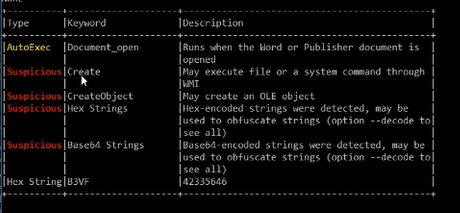 Type |Keyword |Description
AutoExec |Document_open |Runs when the Word or Publisher document is
opened
Suspicious|Create |May execute file or a system command through
WMI
Suspicious|CreateObject |May create an OLE object
Suspicious|Hex Strings |Hex-encoded strings were detected, may be
used to obfuscate strings (option --decode to
see all)
Suspicious|Base64 Strings |Base64-encoded strings were detected, may be
used to obfuscate strings (option --decode to
see all)
Hex String|B3VF |42335646